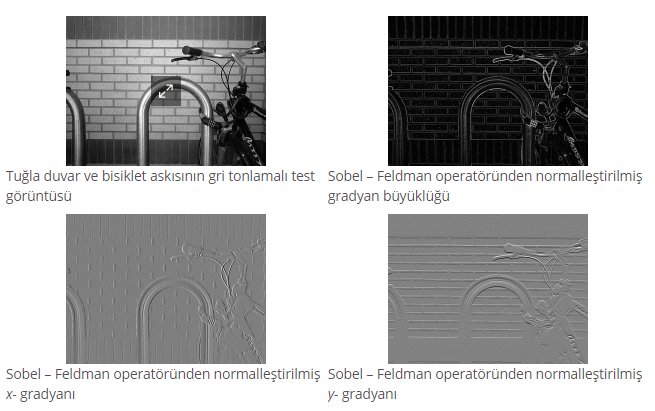 Tuğla duvar ve bisiklet askısının gri tonlamalı test
görüntüsü
Sobel – Feldman operatöründen normalleştirilmiş
gradyan büyüklüğü
Sobel – Feldman operatöründen normalleştirilmiş
x- gradyanı
Sobel – Feldman operatöründen normalleştirilmiş
y- gradyanı